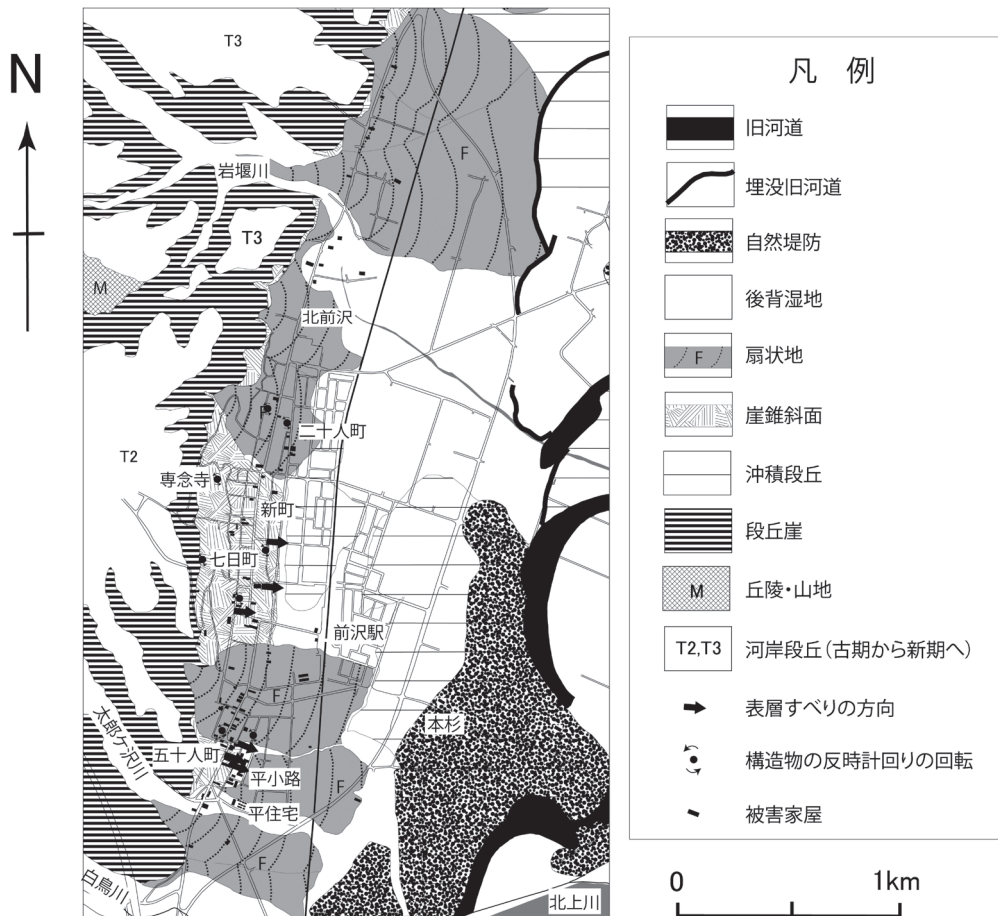 N
T3
岩堰川
F
T3
M
北前沢
F
二十人町
T2
専念寺
新町
七日町
前沢駅
F
本杉
太郎ケ沢川
五十人町
平小路
F
平住宅
F
白鳥川
北上川
凡 例
旧河道
埋没旧河道
自然堤防
後背湿地
F 扇状地
崖錐斜面
沖積段丘
段丘崖
M 丘陵・山地
T2,T3 河岸段丘(古期から新期へ)
表層すべりの方向
構造物の反時計回りの回転
被害家屋
0 1km